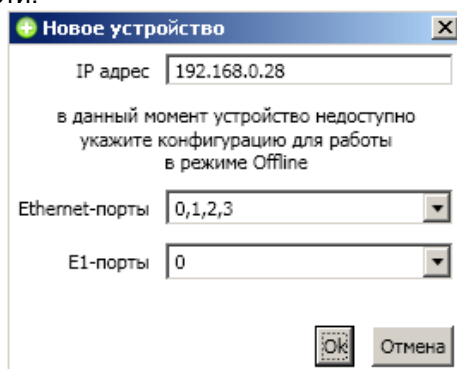 Новое устройство
IP адрес 192.168.0.28
в данный момент устройство недоступно
укажите конфигурацию для работы
в режиме Offline
Ethernet-порты 0,1,2,3
E1-порты 0
Ok Отмена